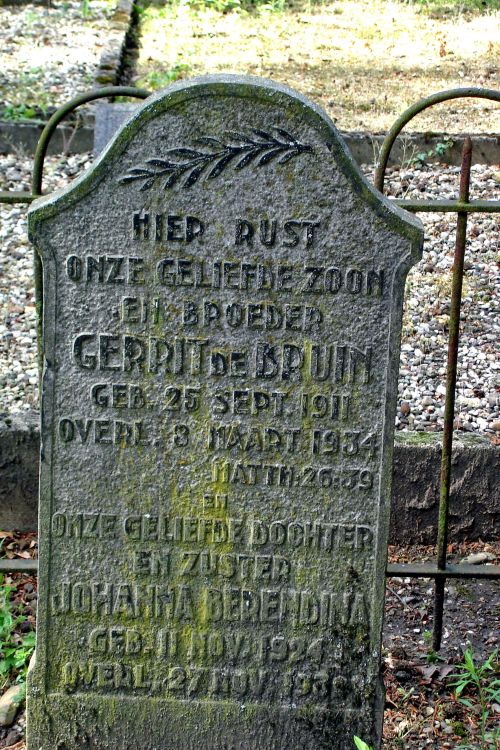 HIER RUST
ONZE GELIEFDE ZOON
EN BROEDER
GERRIT DE BRUIN
GEB. 25 SEPT. 1911
OVERL. 8 MAART 1934
MATTH. 26:39
EN
ONZE GELIEFDE DOCHTER
EN ZUSTER
JOHANNA BERENDINA
GEB. 11 NOV. 1924
OVERL. 27 NOV.